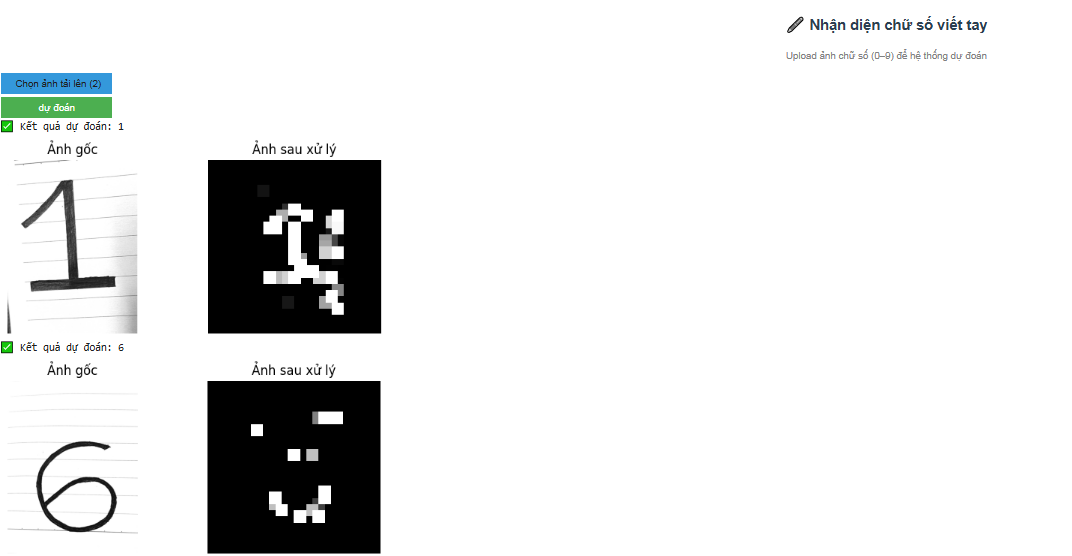 Nhận diện chữ số viết tay
Upload ảnh chữ số (0–9) để hệ thống dự đoán
Chọn ảnh tải lên (2)
dự đoán
Kết quả dự đoán: 1
Ảnh gốc Ảnh sau xử lý
1
Kết quả dự đoán: 6
Ảnh gốc Ảnh sau xử lý
6